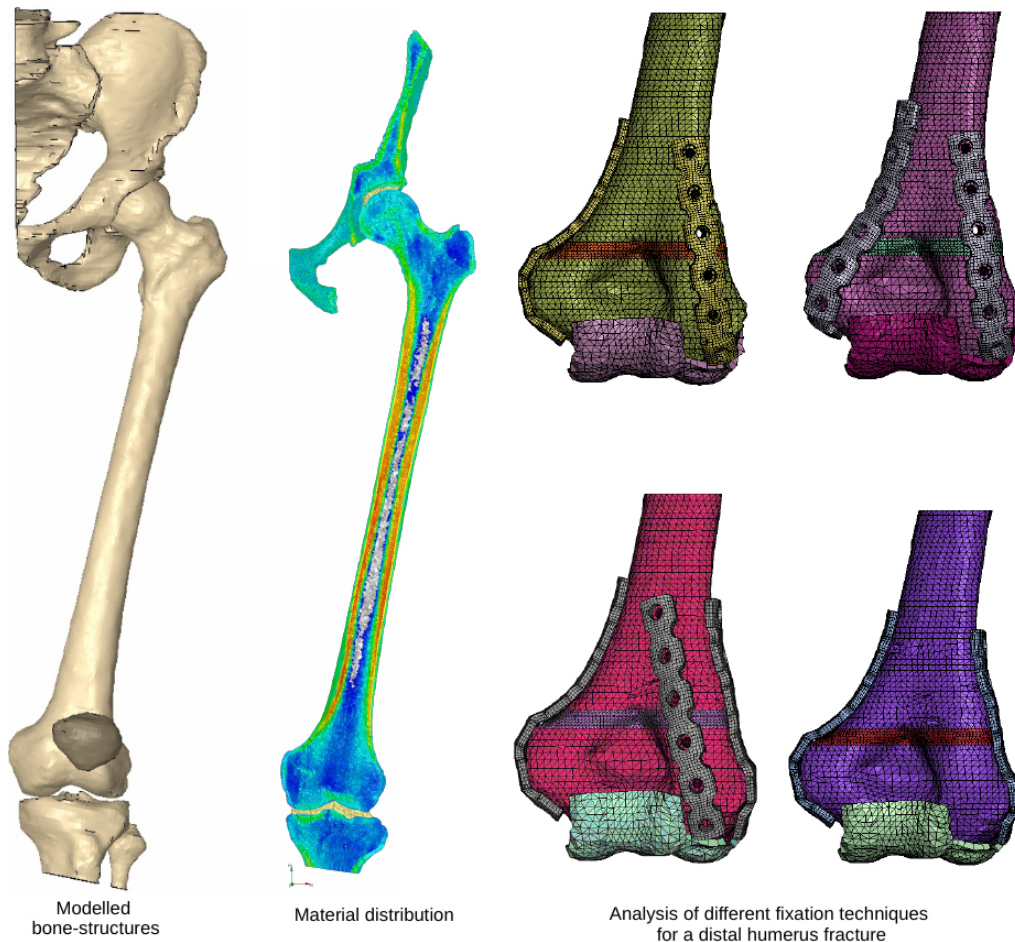 Modelled
bone-structures
Material distribution
Analysis of different fixation techniques
for a distal humerus fracture